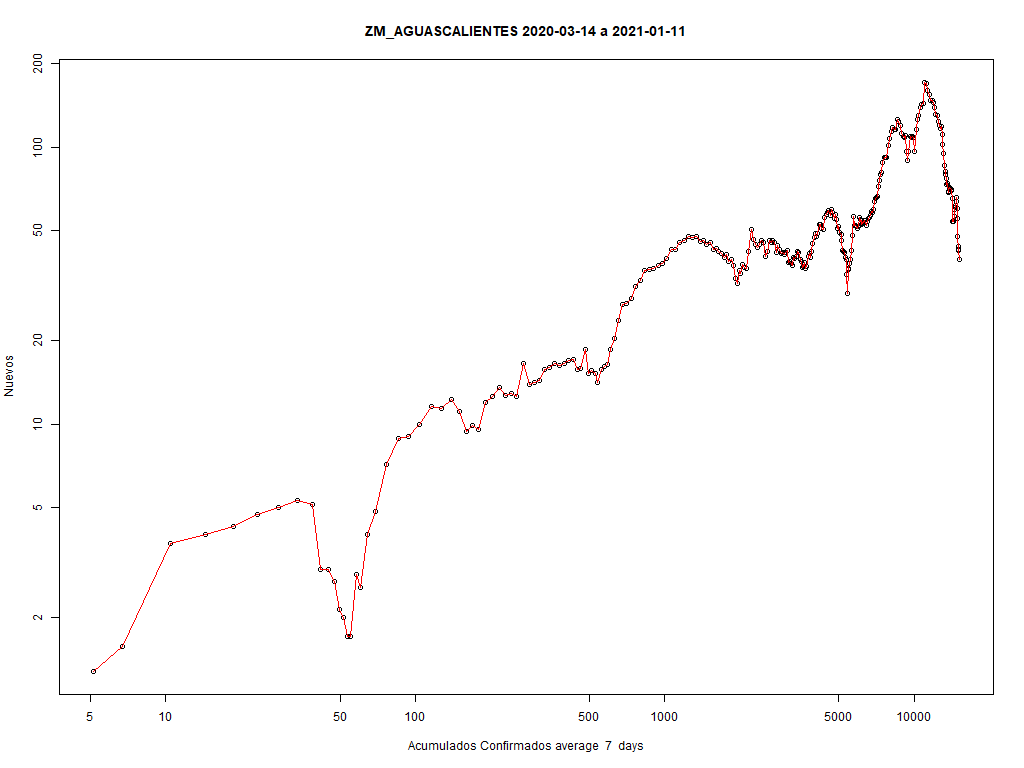 ZM_AGUASCALIENTES 2020-03-14 a 2021-01-11
200
100
50
20
10
5
2
Nuevos
5 10 50 100 500 1000 5000 10000
Acumulados Confirmados average 7 days